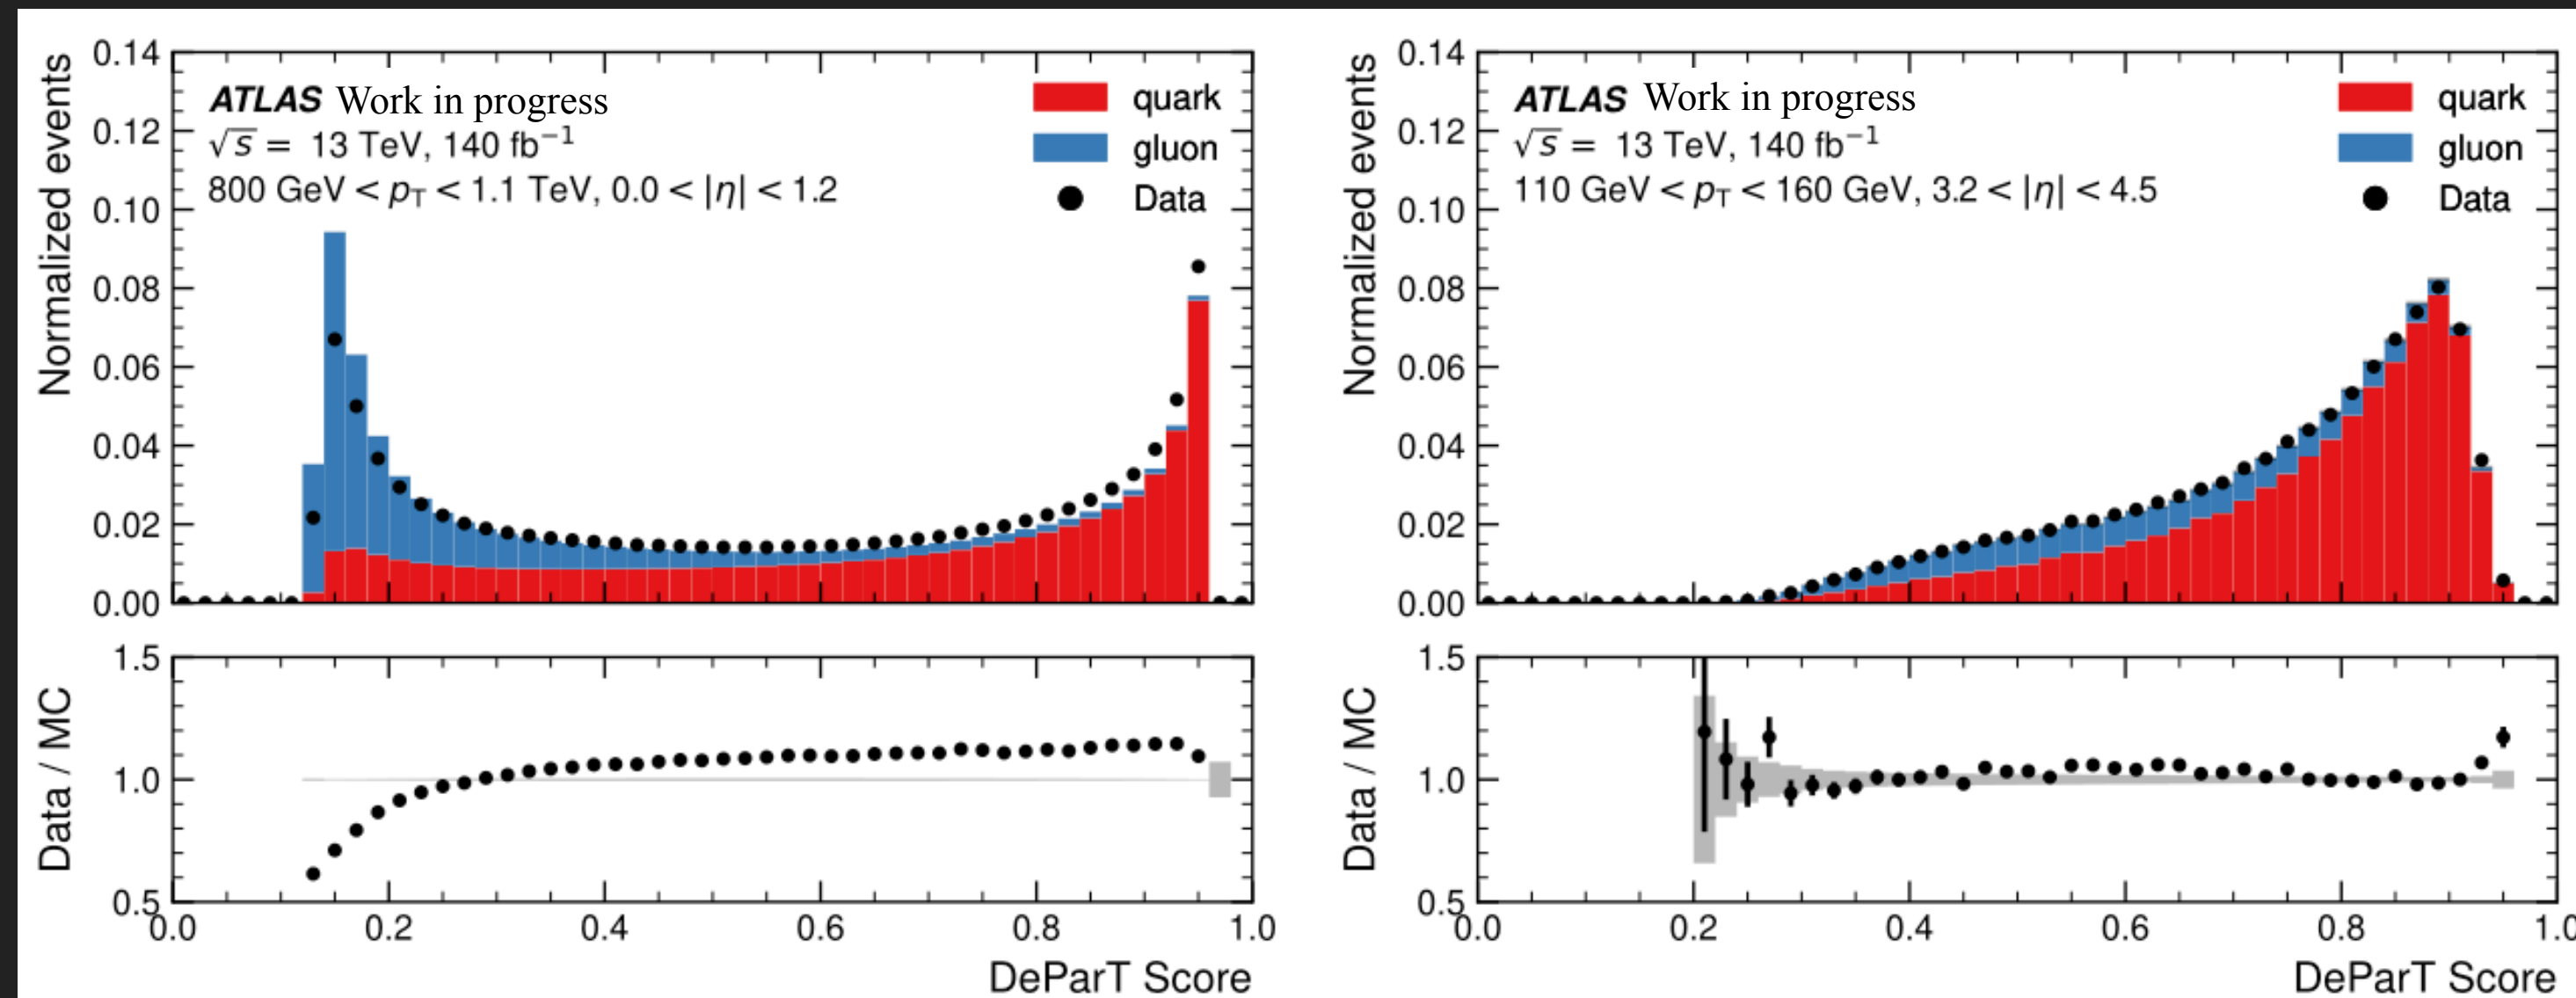 Normalized events
0.14
0.12
0.10
0.08
0.06
0.04
0.02
0.00
ATLAS Work in progress
√s = 13 TeV, 140 fb⁻¹
800 GeV < pT < 1.1 TeV, 0.0 < |η| < 1.2
quark
gluon
Data
Data / MC
1.5
1.0
0.5
0.0 0.2 0.4 0.6 0.8 1.0
DeParT Score
Normalized events
0.14
0.12
0.10
0.08
0.06
0.04
0.02
0.00
ATLAS Work in progress
√s = 13 TeV, 140 fb⁻¹
110 GeV < pT < 160 GeV, 3.2 < |η| < 4.5
quark
gluon
Data
Data / MC
1.5
1.0
0.5
0.0 0.2 0.4 0.6 0.8 1.0
DeParT Score